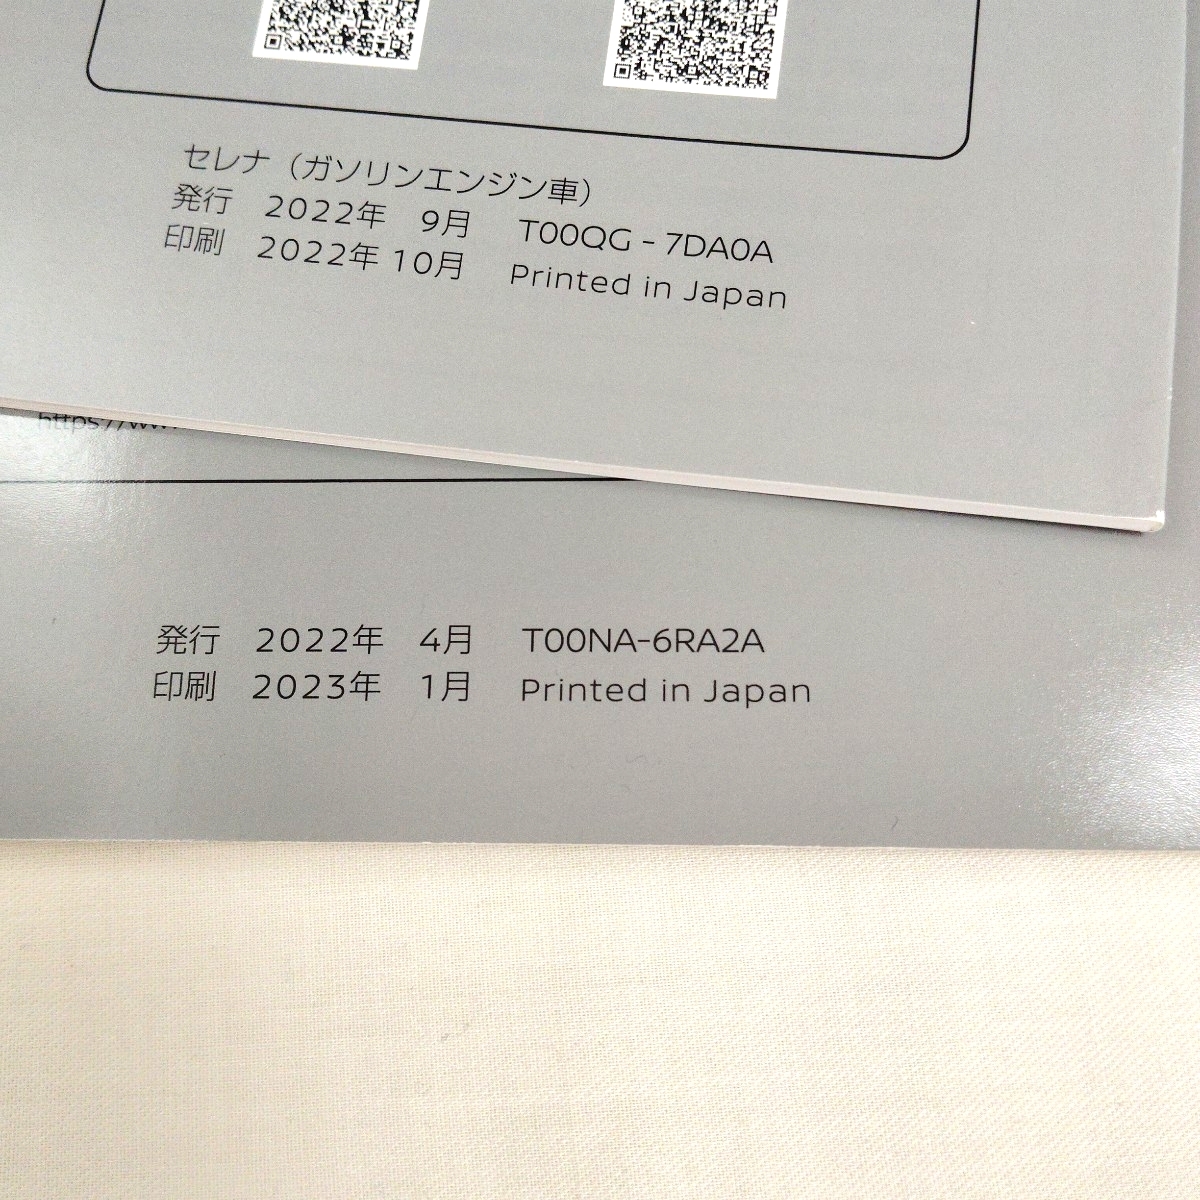 セレナ（ガソリンエンジン車）
発行 2022年 9月 T00QG-7DA0A
印刷 2022年 10月 Printed in Japan
発行 2022年 4月 T00NA-6RA2A
印刷 2023年 1月 Printed in Japan